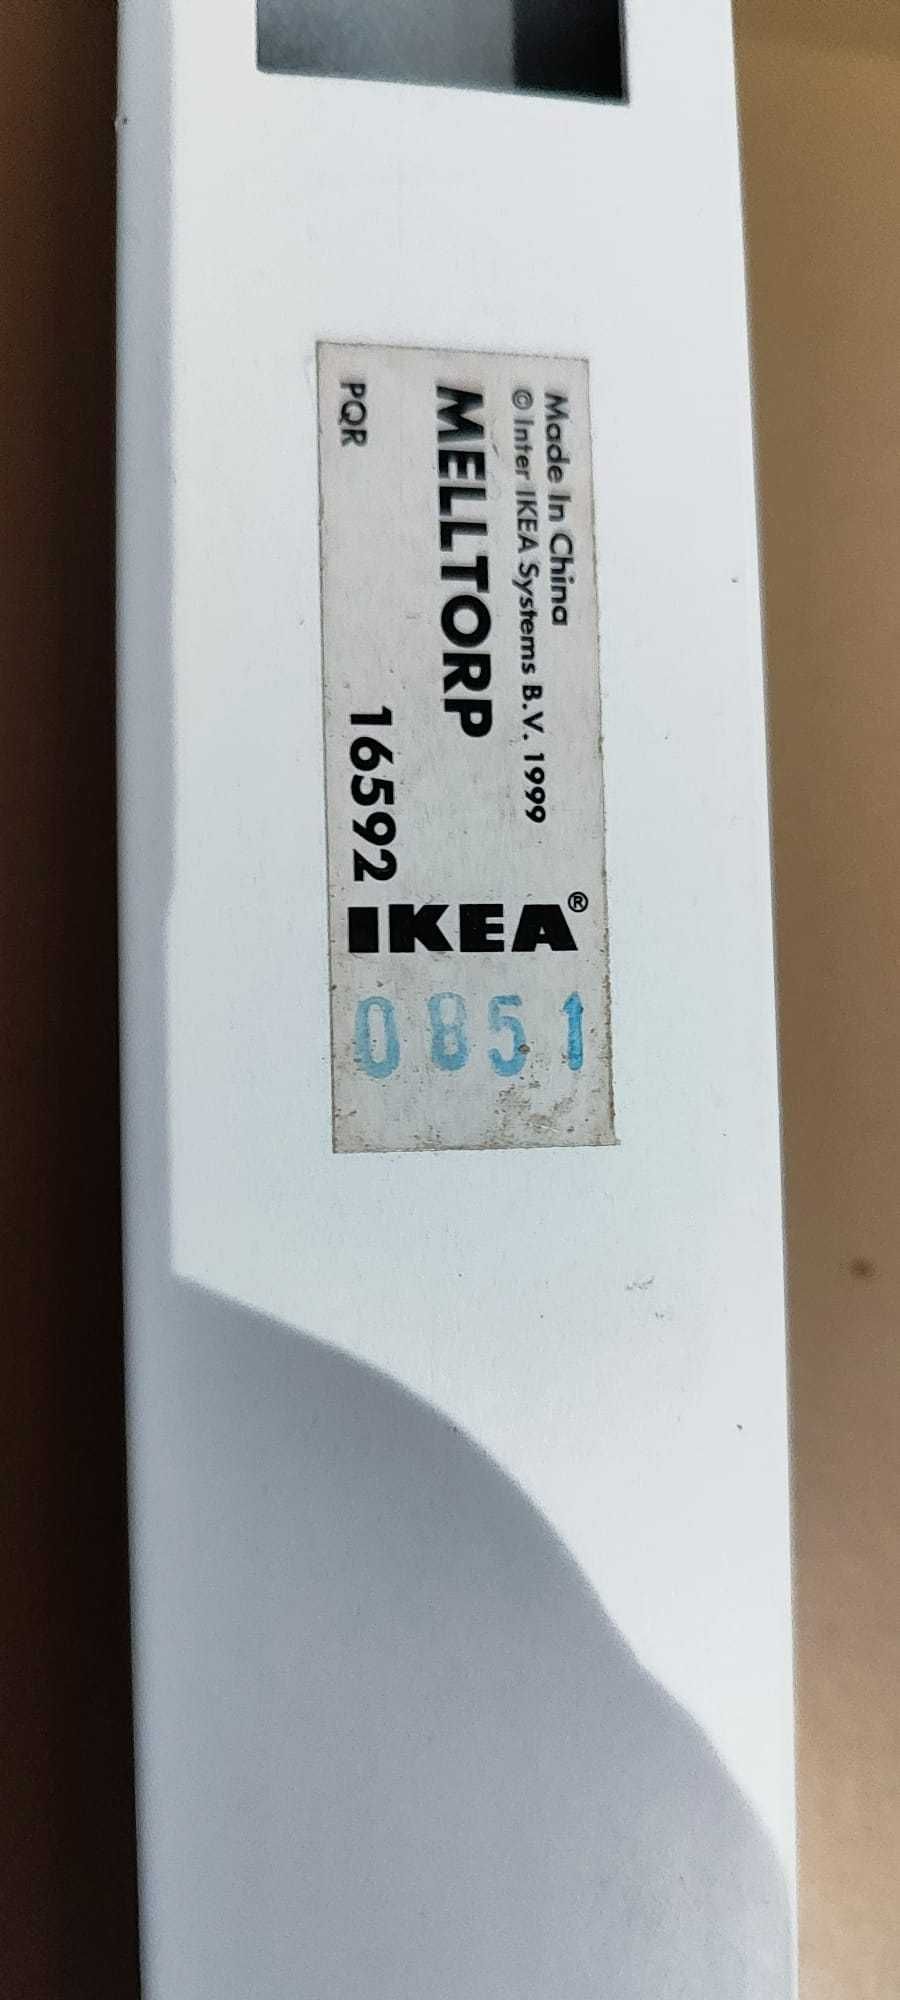 Made In China
© Inter IKEA Systems B.V. 1999
MELLTORP
PQR 16592
IKEA®
0851